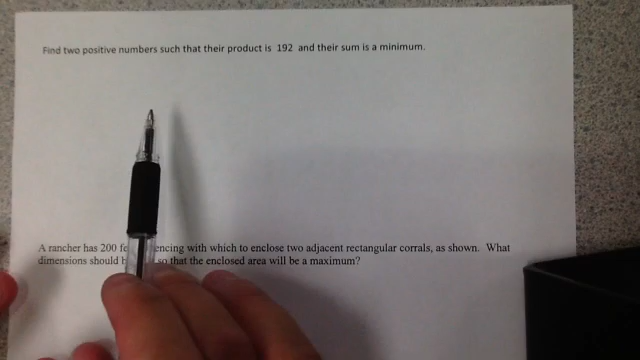 Find two positive numbers such that their product is 192 and their sum is a minimum.
A rancher has 200 encing with which to enclose two adjacent rectangular corrals, as shown. What
dimensions should so that the enclosed area will be a maximum?